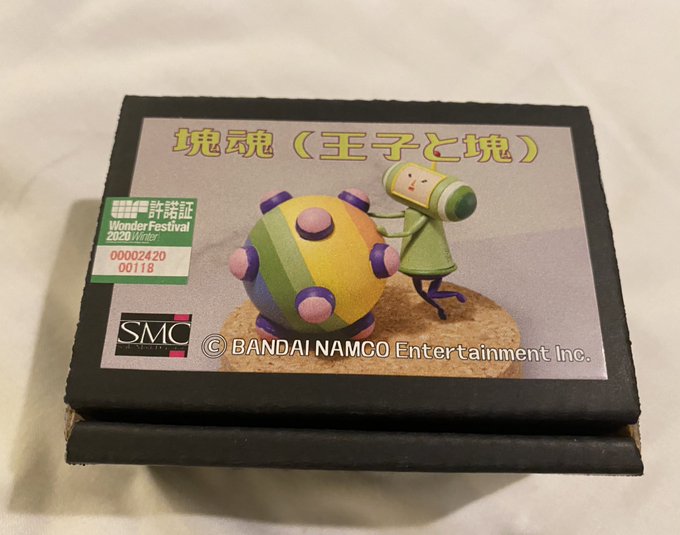 塊魂（王子と塊）
WF 許諾証
Wonder Festival
2020 Winter
00002420
00118
SMC
© BANDAI NAMCO Entertainment Inc.